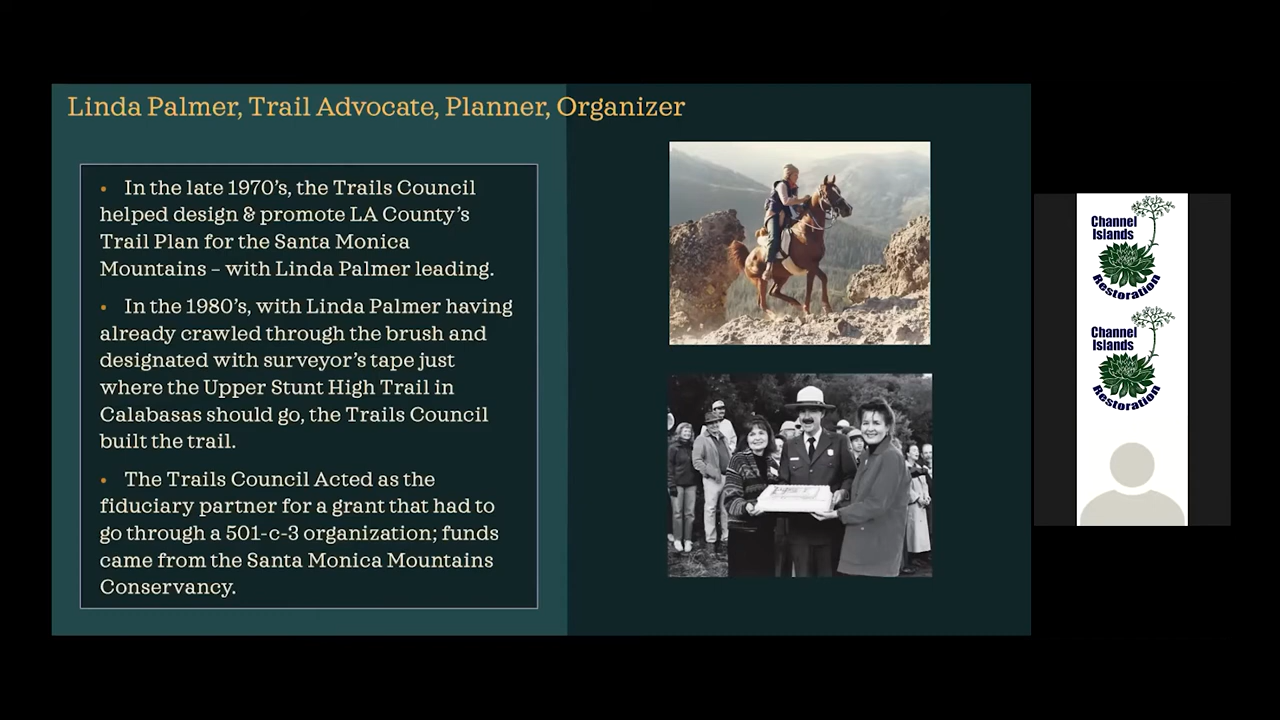 Linda Palmer, Trail Advocate, Planner, Organizer
• In the late 1970's, the Trails Council
helped design & promote LA County's
Trail Plan for the Santa Monica
Mountains – with Linda Palmer leading.
• In the 1980's, with Linda Palmer having
already crawled through the brush and
designated with surveyor's tape just
where the Upper Stunt High Trail in
Calabasas should go, the Trails Council
built the trail.
• The Trails Council Acted as the
fiduciary partner for a grant that had to
go through a 501-c-3 organization; funds
came from the Santa Monica Mountains
Conservancy.
Channel
Islands
Restoration
Channel
Islands
Restoration